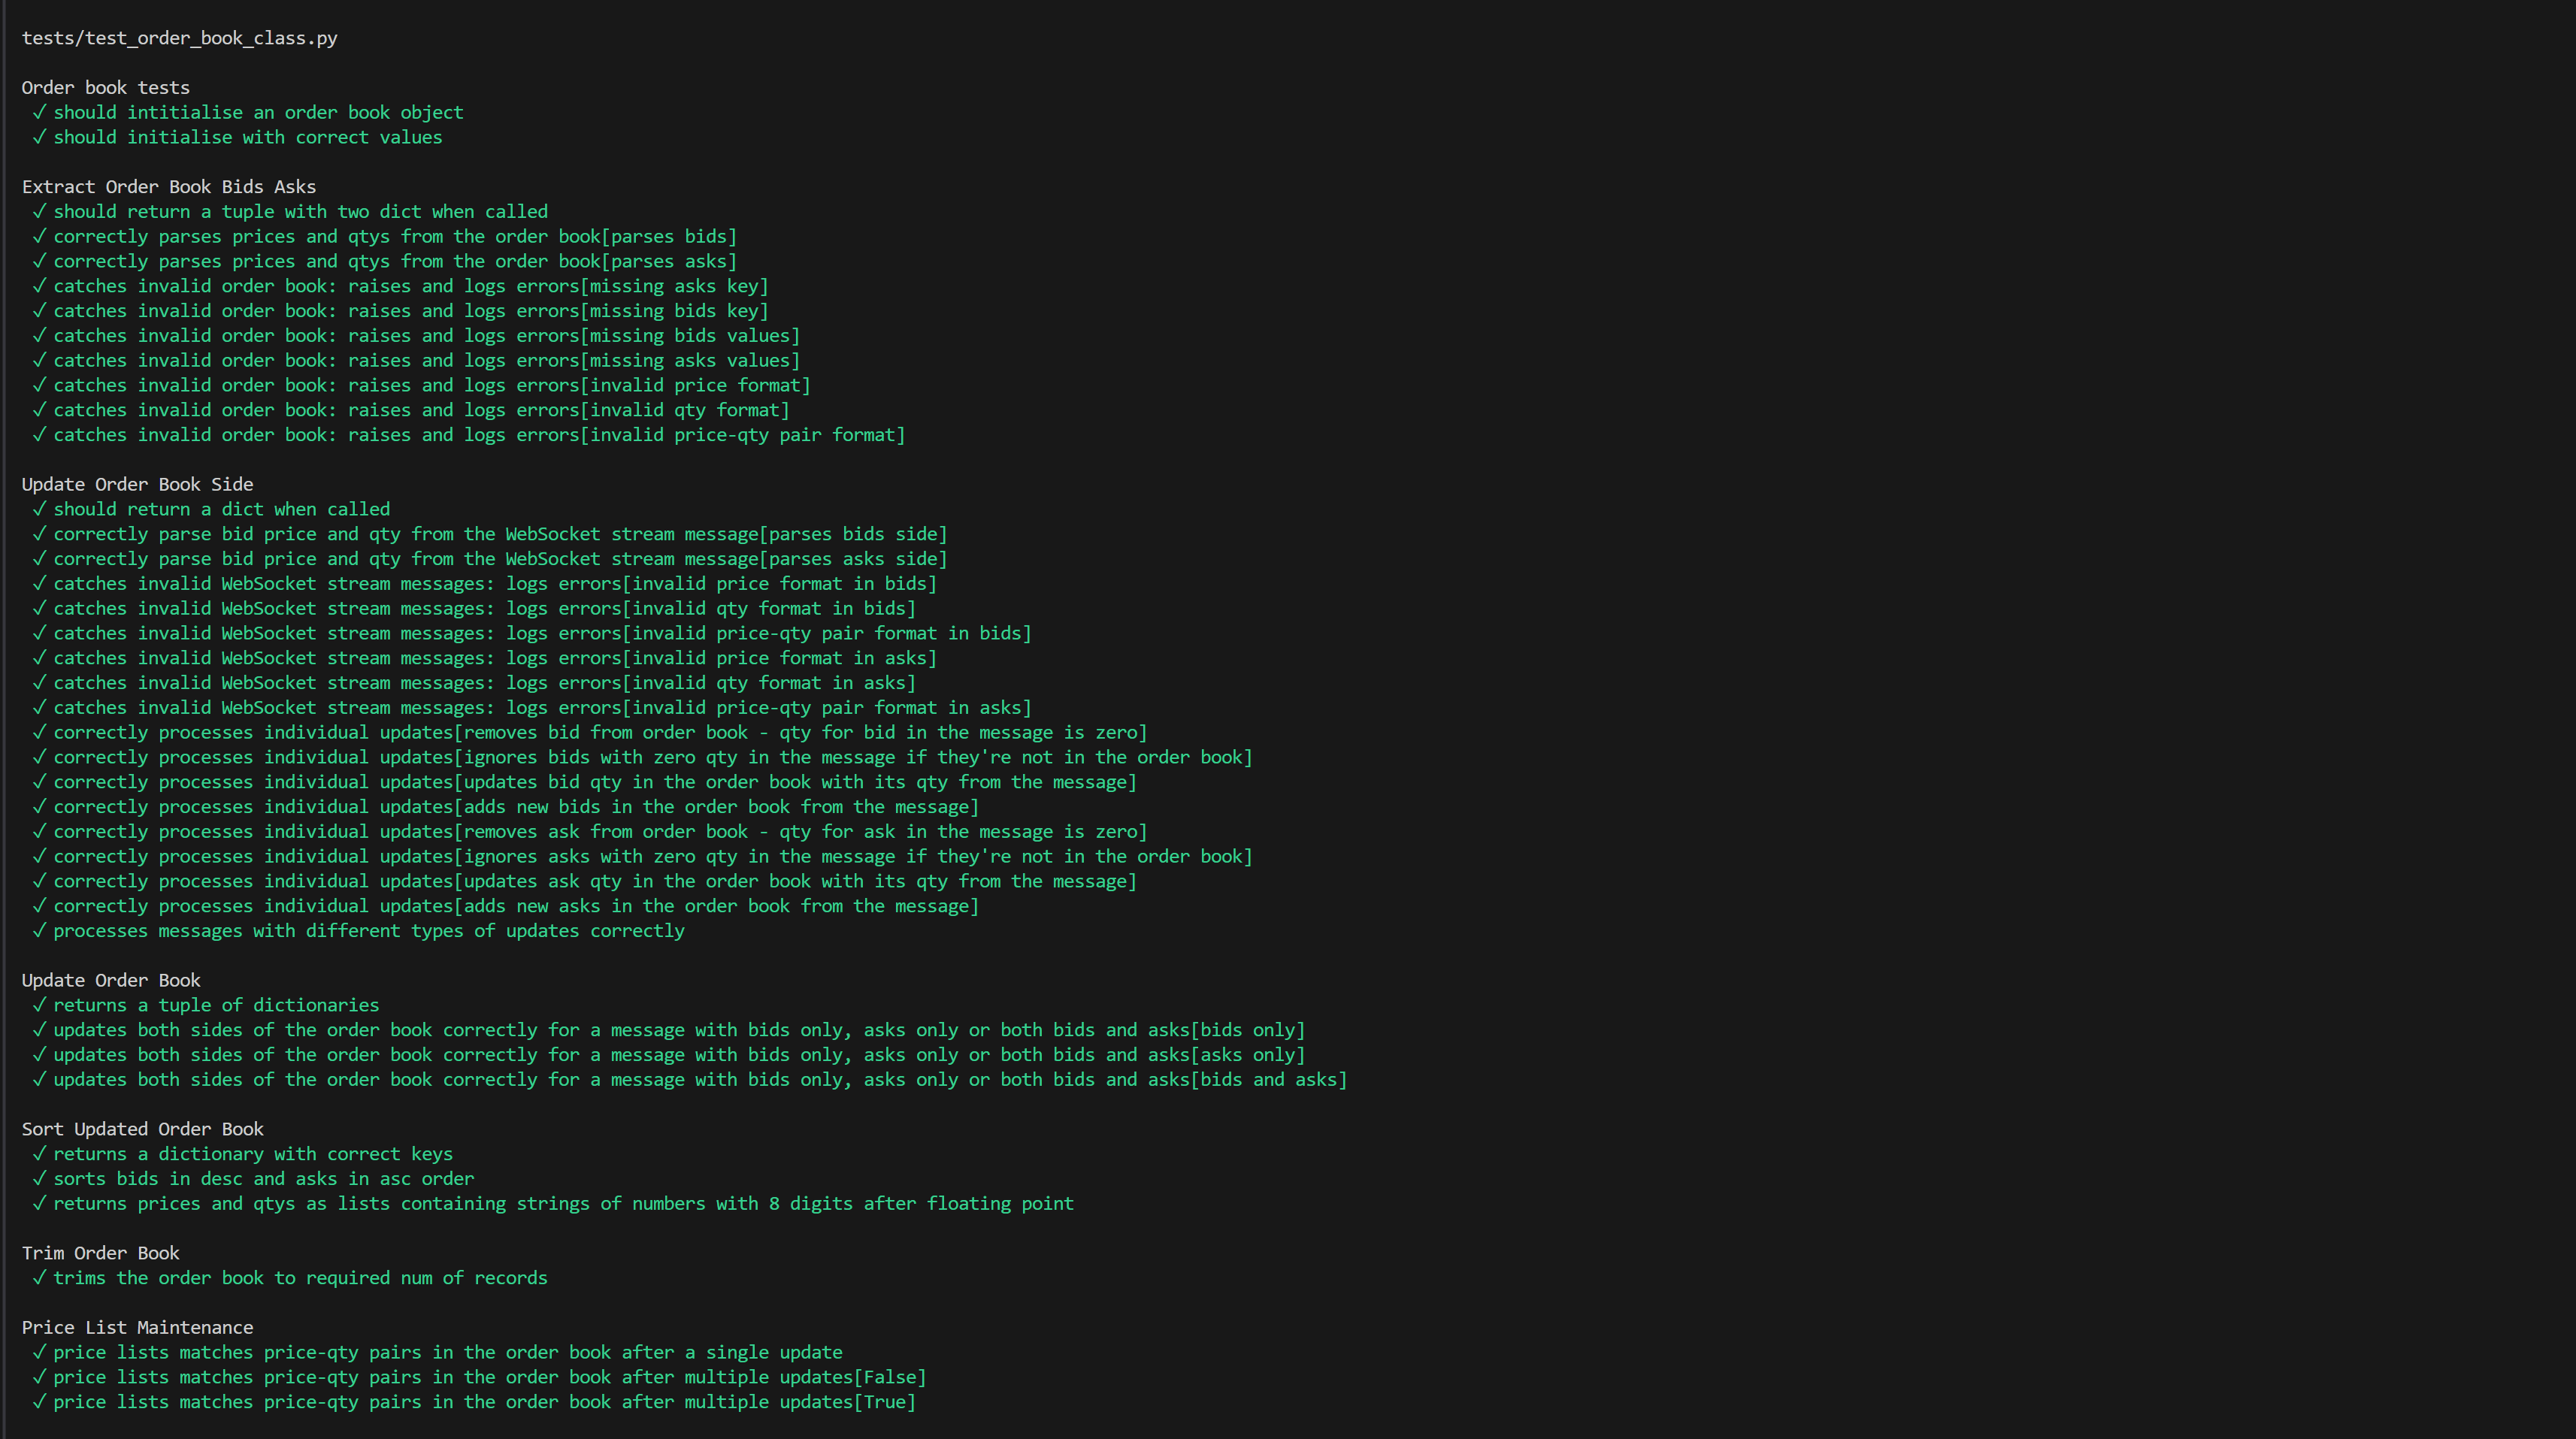 tests/test_order_book_class.py
Order book tests
✓ should intitialise an order book object
✓ should initialise with correct values
Extract Order Book Bids Asks
✓ should return a tuple with two dict when called
✓ correctly parses prices and qtys from the order book[parses bids]
✓ correctly parses prices and qtys from the order book[parses asks]
✓ catches invalid order book: raises and logs errors[missing asks key]
✓ catches invalid order book: raises and logs errors[missing bids key]
✓ catches invalid order book: raises and logs errors[missing bids values]
✓ catches invalid order book: raises and logs errors[missing asks values]
✓ catches invalid order book: raises and logs errors[invalid price format]
✓ catches invalid order book: raises and logs errors[invalid qty format]
✓ catches invalid order book: raises and logs errors[invalid price-qty pair format]
Update Order Book Side
✓ should return a dict when called
✓ correctly parse bid price and qty from the WebSocket stream message[parses bids side]
✓ correctly parse bid price and qty from the WebSocket stream message[parses asks side]
✓ catches invalid WebSocket stream messages: logs errors[invalid price format in bids]
✓ catches invalid WebSocket stream messages: logs errors[invalid qty format in bids]
✓ catches invalid WebSocket stream messages: logs errors[invalid price-qty pair format in bids]
✓ catches invalid WebSocket stream messages: logs errors[invalid price format in asks]
✓ catches invalid WebSocket stream messages: logs errors[invalid qty format in asks]
✓ catches invalid WebSocket stream messages: logs errors[invalid price-qty pair format in asks]
✓ correctly processes individual updates[removes bid from order book - qty for bid in the message is zero]
✓ correctly processes individual updates[ignores bids with zero qty in the message if they're not in the order book]
✓ correctly processes individual updates[updates bid qty in the order book with its qty from the message]
✓ correctly processes individual updates[adds new bids in the order book from the message]
✓ correctly processes individual updates[removes ask from order book - qty for ask in the message is zero]
✓ correctly processes individual updates[ignores asks with zero qty in the message if they're not in the order book]
✓ correctly processes individual updates[updates ask qty in the order book with its qty from the message]
✓ correctly processes individual updates[adds new asks in the order book from the message]
✓ processes messages with different types of updates correctly
Update Order Book
✓ returns a tuple of dictionaries
✓ updates both sides of the order book correctly for a message with bids only, asks only or both bids and asks[bids only]
✓ updates both sides of the order book correctly for a message with bids only, asks only or both bids and asks[asks only]
✓ updates both sides of the order book correctly for a message with bids only, asks only or both bids and asks[bids and asks]
Sort Updated Order Book
✓ returns a dictionary with correct keys
✓ sorts bids in desc and asks in asc order
✓ returns prices and qtys as lists containing strings of numbers with 8 digits after floating point
Trim Order Book
✓ trims the order book to required num of records
Price List Maintenance
✓ price lists matches price-qty pairs in the order book after a single update
✓ price lists matches price-qty pairs in the order book after multiple updates[False]
✓ price lists matches price-qty pairs in the order book after multiple updates[True]